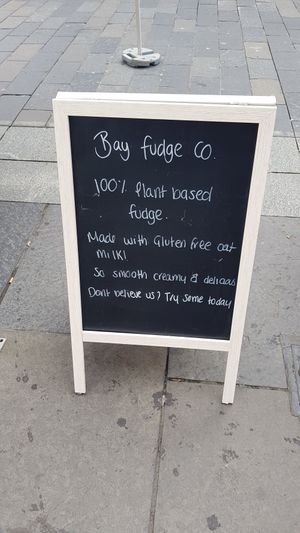 Bay fudge co.
100% Plant based
fudge.
Made with Gluten free oat
milk!
So smooth creamy & delicous
Dont believe us? Try some today